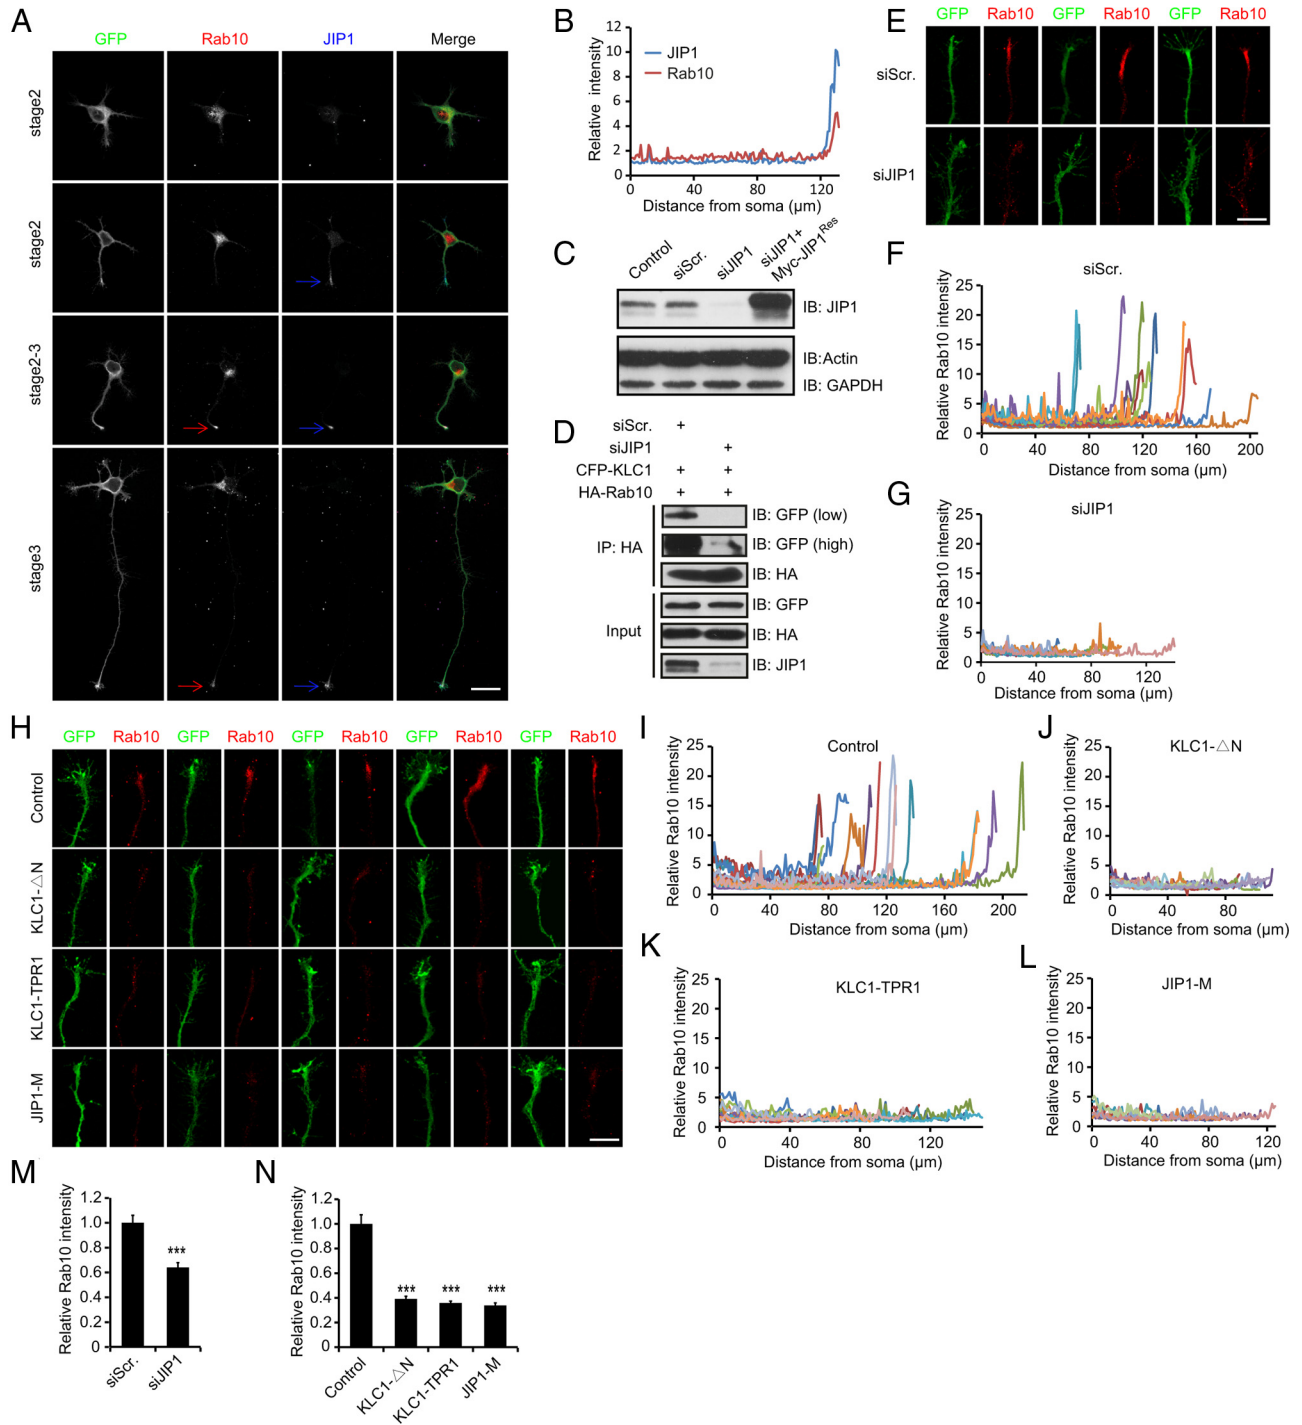 A
GFP Rab10 JIP1 Merge
stage2
stage2
stage2-3
stage3
B
Relative intensity
12
10
8
6
4
2
0
JIP1
Rab10
0 40 80 120
Distance from soma (µm)
C
Control siScr. siJIP1 siJIP1+ Myc-JIP1Res
IB: JIP1
IB:Actin
IB: GAPDH
D
siScr. +
siJIP1 +
CFP-KLC1 + +
HA-Rab10 + +
IP: HA
IB: GFP (low)
IB: GFP (high)
IB: HA
Input
IB: GFP
IB: HA
IB: JIP1
E
GFP Rab10 GFP Rab10 GFP Rab10
siScr.
siJIP1
F
siScr.
Relative Rab10 intensity
25
20
15
10
5
0
0 40 80 120 160 200
Distance from soma (µm)
G
siJIP1
Relative Rab10 intensity
25
20
15
10
5
0
0 40 80 120
Distance from soma (µm)
H
GFP Rab10 GFP Rab10 GFP Rab10 GFP Rab10 GFP Rab10
Control
KLC1-△N
KLC1-TPR1
JIP1-M
I
Control
Relative Rab10 intensity
25
20
15
10
5
0
0 40 80 120 160 200
Distance from soma (µm)
J
KLC1-△N
Relative Rab10 intensity
25
20
15
10
5
0
0 40 80
Distance from soma (µm)
K
KLC1-TPR1
Relative Rab10 intensity
25
20
15
10
5
0
0 40 80 120
Distance from soma (µm)
L
JIP1-M
Relative Rab10 intensity
25
20
15
10
5
0
0 40 80 120
Distance from soma (µm)
M
Relative Rab10 intensity
1.2
1.0
0.8
0.6
0.4
0.2
0
***
siScr. siJIP1
N
Relative Rab10 intensity
1.2
1.0
0.8
0.6
0.4
0.2
0
*** *** ***
Control KLC1-△N KLC1-TPR1 JIP1-M